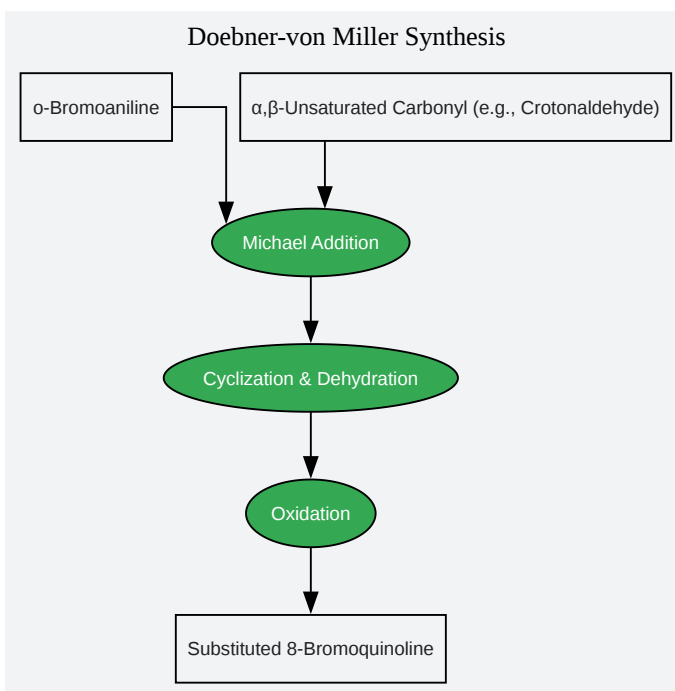 Doebner-von Miller Synthesis
o-Bromoaniline
α,β-Unsaturated Carbonyl (e.g., Crotonaldehyde)
Michael Addition
Cyclization & Dehydration
Oxidation
Substituted 8-Bromoquinoline